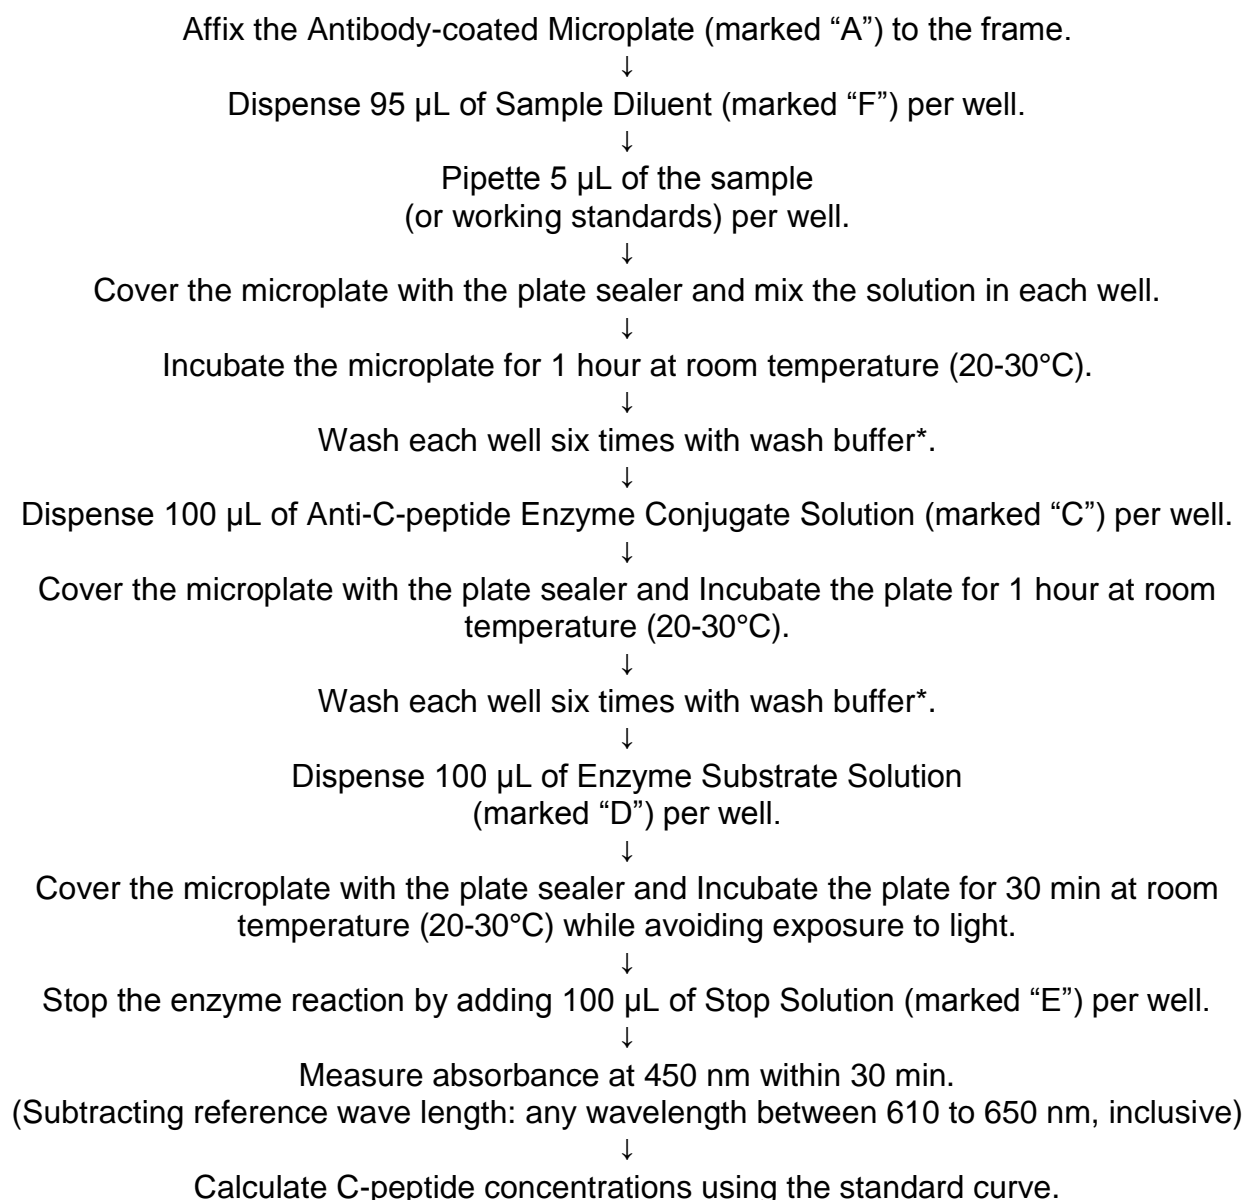 Affix the Antibody-coated Microplate (marked “A”) to the frame.
↓
Dispense 95 µL of Sample Diluent (marked “F”) per well.
↓
Pipette 5 µL of the sample
(or working standards) per well.
↓
Cover the microplate with the plate sealer and mix the solution in each well.
↓
Incubate the microplate for 1 hour at room temperature (20-30°C).
↓
Wash each well six times with wash buffer*.
↓
Dispense 100 µL of Anti-C-peptide Enzyme Conjugate Solution (marked “C”) per well.
↓
Cover the microplate with the plate sealer and Incubate the plate for 1 hour at room
temperature (20-30°C).
↓
Wash each well six times with wash buffer*.
↓
Dispense 100 µL of Enzyme Substrate Solution
(marked “D”) per well.
↓
Cover the microplate with the plate sealer and Incubate the plate for 30 min at room
temperature (20-30°C) while avoiding exposure to light.
↓
Stop the enzyme reaction by adding 100 µL of Stop Solution (marked “E”) per well.
↓
Measure absorbance at 450 nm within 30 min.
(Subtracting reference wave length: any wavelength between 610 to 650 nm, inclusive)
↓
Calculate C-peptide concentrations using the standard curve.